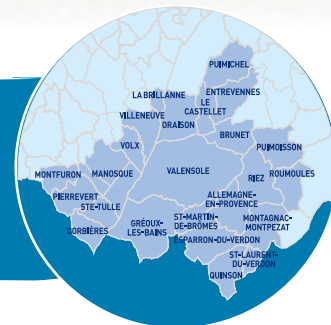 PUIMICHEL
LA BRILLANNE
ENTREVENNES
LE
CASTELLET
VILLENEUVE
ORAISON
BRUNET
PUIMOISSON
VOLX
VALENSOLE
RIEZ
ROUMOULES
MONTFURON
MANOSQUE
PIERREVERT
STE-TULLE
ALLEMAGNE-
EN-PROVENCE
CORBIÈRES
GRÉOUX-
LES-BAINS
ST-MARTIN-
DE-BRÔMES
MONTAGNAC-
MONTPEZAT
ESPARRON-DU-VERDON
ST-LAURENT-
DU-VERDON
QUINSON